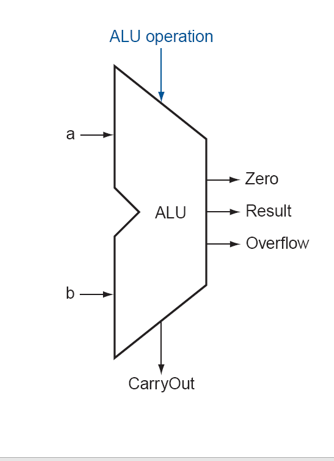 ALU operation
a
Zero
ALU
Result
Overflow
b
CarryOut